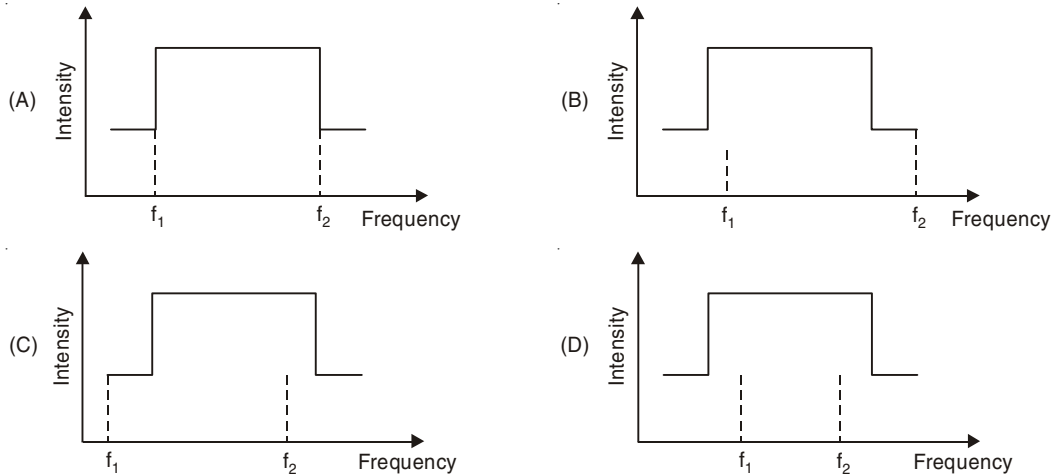 (A)
Intensity
f₁
f₂
Frequency
(B)
Intensity
f₁
f₂
Frequency
(C)
Intensity
f₁
f₂
Frequency
(D)
Intensity
f₁
f₂
Frequency